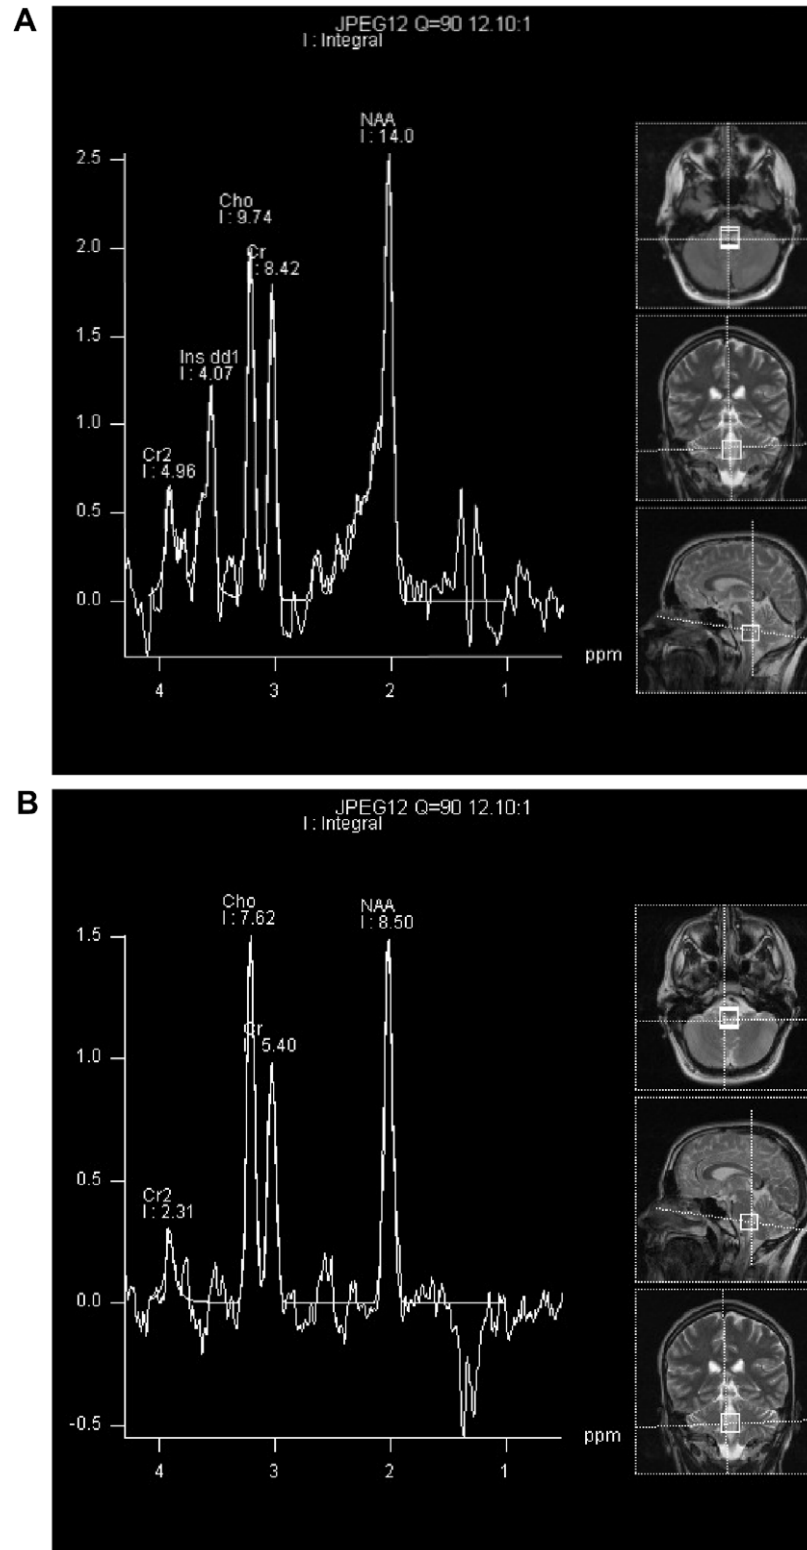 A
JPEG12 Q=90 12.10:1
I : Integral
NAA
I : 14.0
Cho
I : 9.74
Cr
I : 8.42
Ins dd1
I : 4.07
Cr2
I : 4.96
2.5
2.0
1.5
1.0
0.5
0.0
ppm
4 3 2 1
B
JPEG12 Q=90 12.10:1
I : Integral
Cho
I : 7.62
NAA
I : 8.50
Cr
5.40
Cr2
I : 2.31
1.5
1.0
0.5
0.0
-0.5
ppm
4 3 2 1